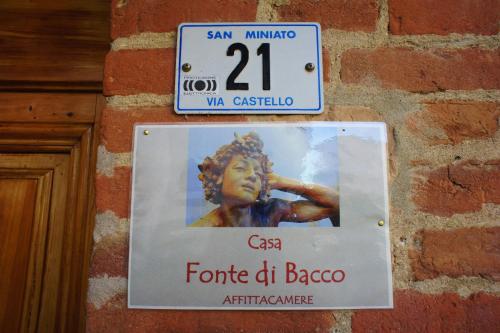 SAN MINIATO
21
VIA CASTELLO
Casa
Fonte di Bacco
AFFITTACAMERE